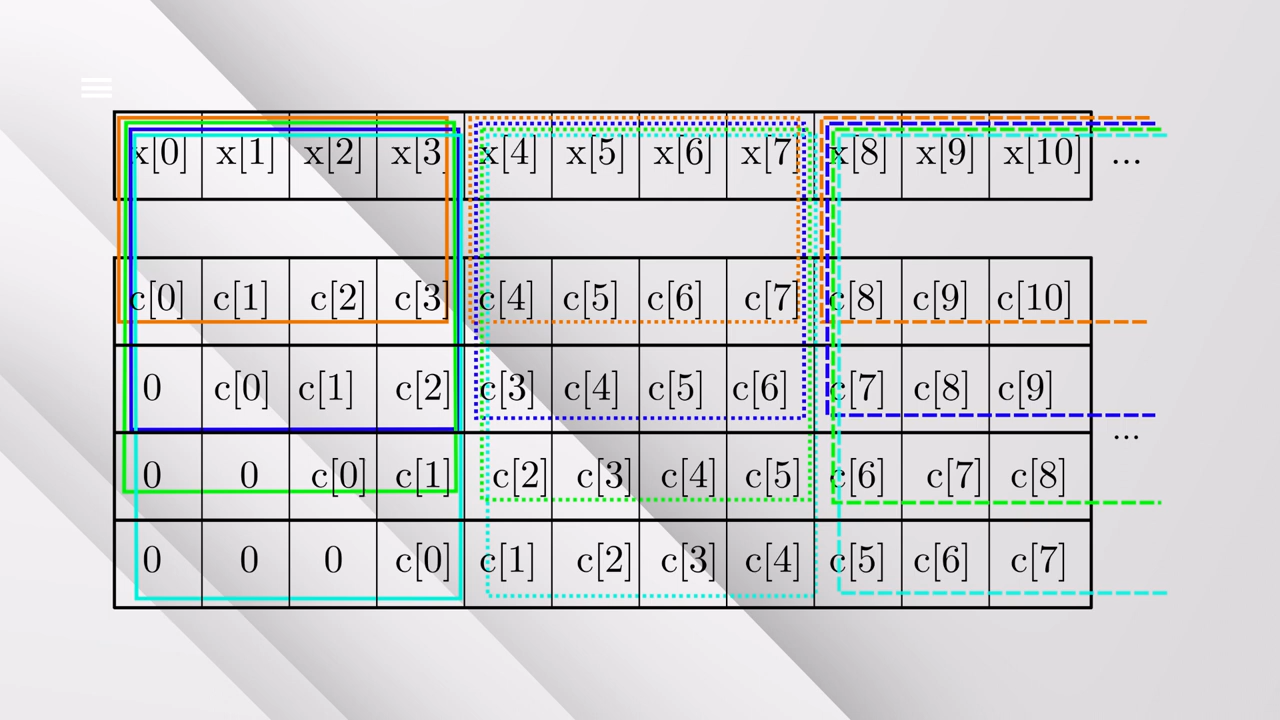 x[0] x[1] x[2] x[3] x[4] x[5] x[6] x[7] x[8] x[9] x[10] ...
c[0] c[1] c[2] c[3] c[4] c[5] c[6] c[7] c[8] c[9] c[10]
0 c[0] c[1] c[2] c[3] c[4] c[5] c[6] c[7] c[8] c[9]
...
0 0 c[0] c[1] c[2] c[3] c[4] c[5] c[6] c[7] c[8]
0 0 0 c[0] c[1] c[2] c[3] c[4] c[5] c[6] c[7]